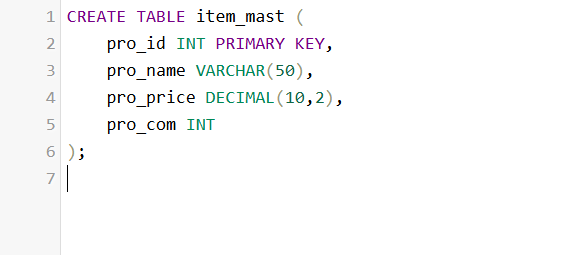 1 CREATE TABLE item_mast (
2     pro_id INT PRIMARY KEY,
3     pro_name VARCHAR(50),
4     pro_price DECIMAL(10,2),
5     pro_com INT
6 );
7